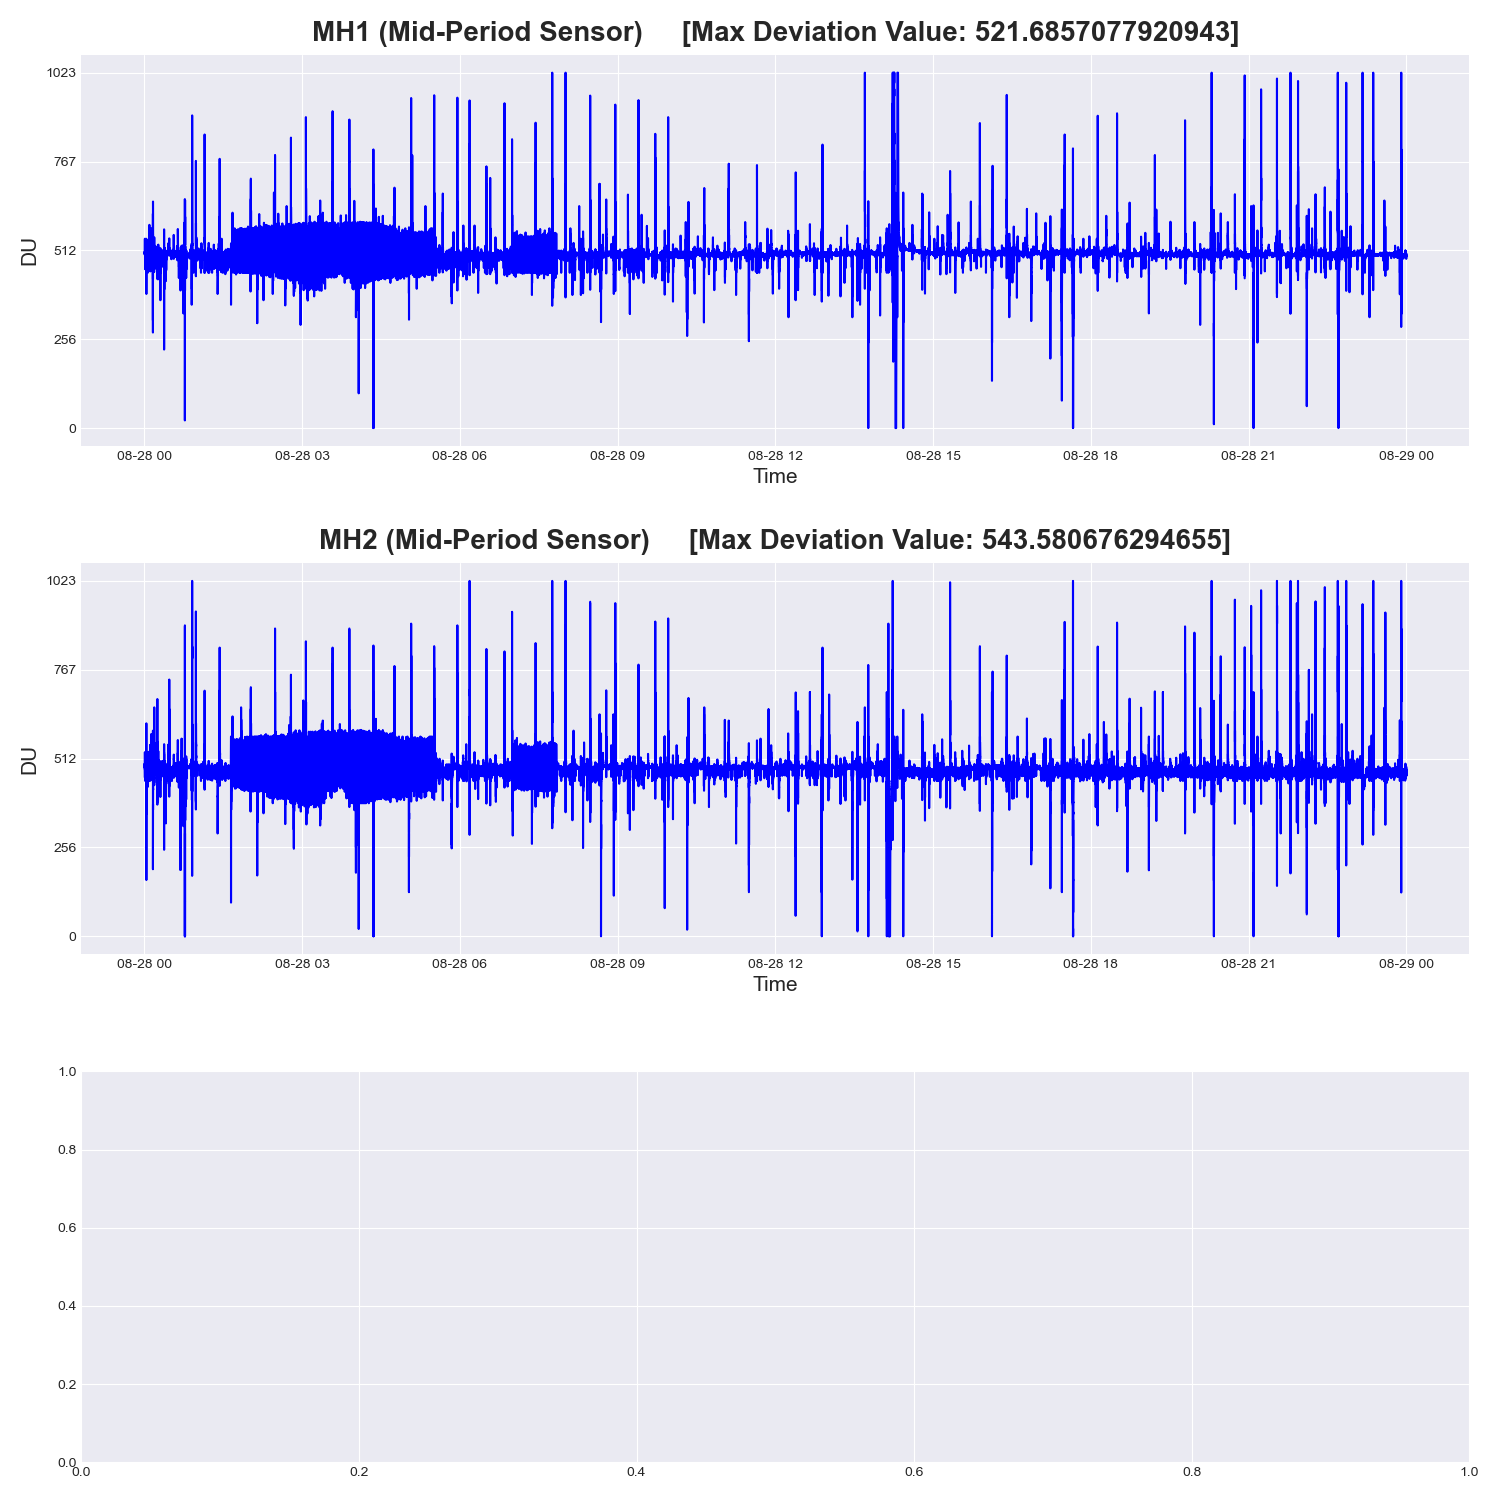 MH1 (Mid-Period Sensor) [Max Deviation Value: 521.6857077920943]
1023
767
512
256
0
DU
08-28 00 08-28 03 08-28 06 08-28 09 08-28 12 08-28 15 08-28 18 08-28 21 08-29 00
Time
MH2 (Mid-Period Sensor) [Max Deviation Value: 543.580676294655]
1023
767
512
256
0
DU
08-28 00 08-28 03 08-28 06 08-28 09 08-28 12 08-28 15 08-28 18 08-28 21 08-29 00
Time
1.0
0.8
0.6
0.4
0.2
0.0
0.0 0.2 0.4 0.6 0.8 1.0